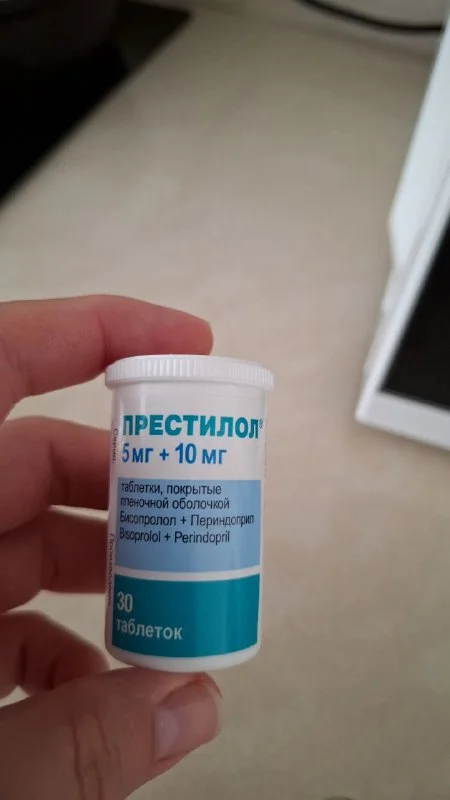 ПРЕСТИЛОЛ®
5 мг + 10 мг
таблетки, покрытые
пленочной оболочкой
Бисопролол + Периндоприл
Bisoprolol + Perindopril
30
таблеток